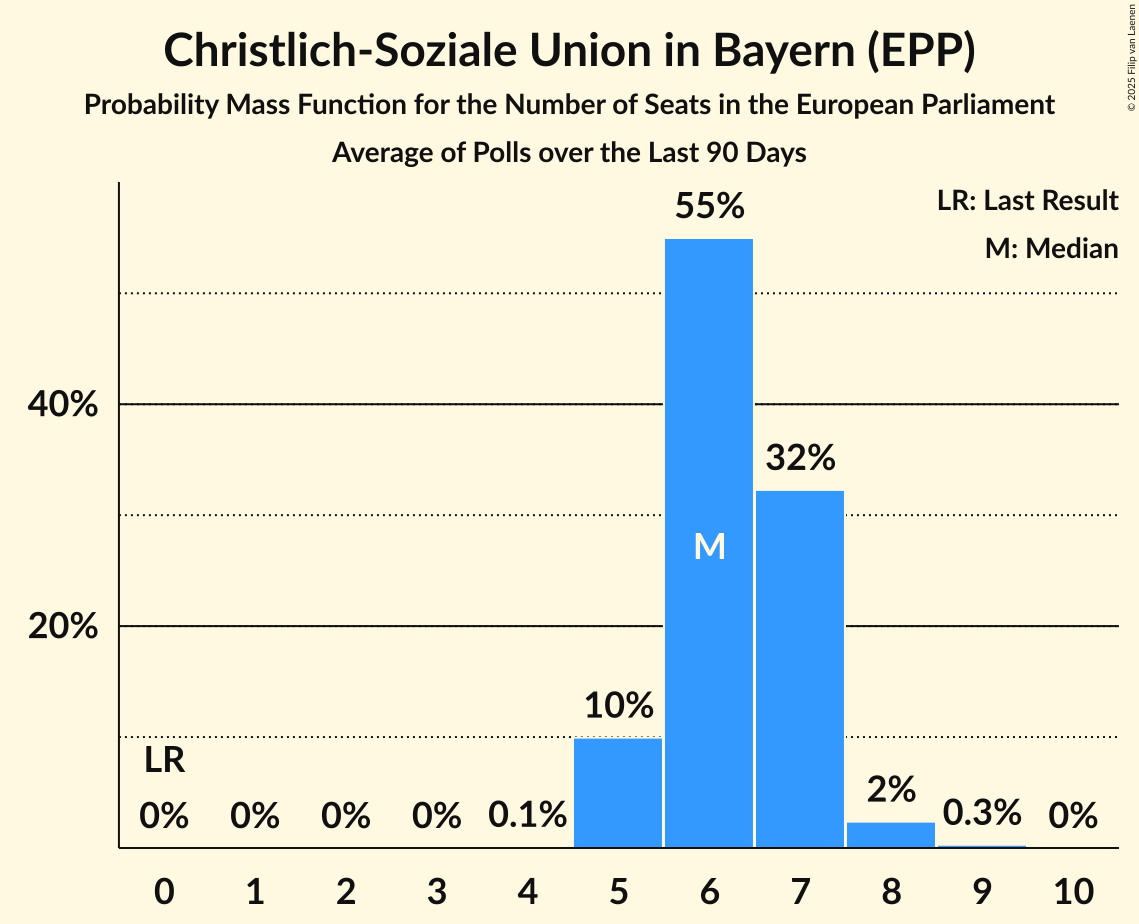 Christlich-Soziale Union in Bayern (EPP)
Probability Mass Function for the Number of Seats in the European Parliament
Average of Polls over the Last 90 Days
© 2025 Filip van Laenen
LR: Last Result
M: Median
55%
40%
32%
M
20%
10%
LR
0% 0% 0% 0% 0.1% 2% 0.3% 0%
0 1 2 3 4 5 6 7 8 9 10